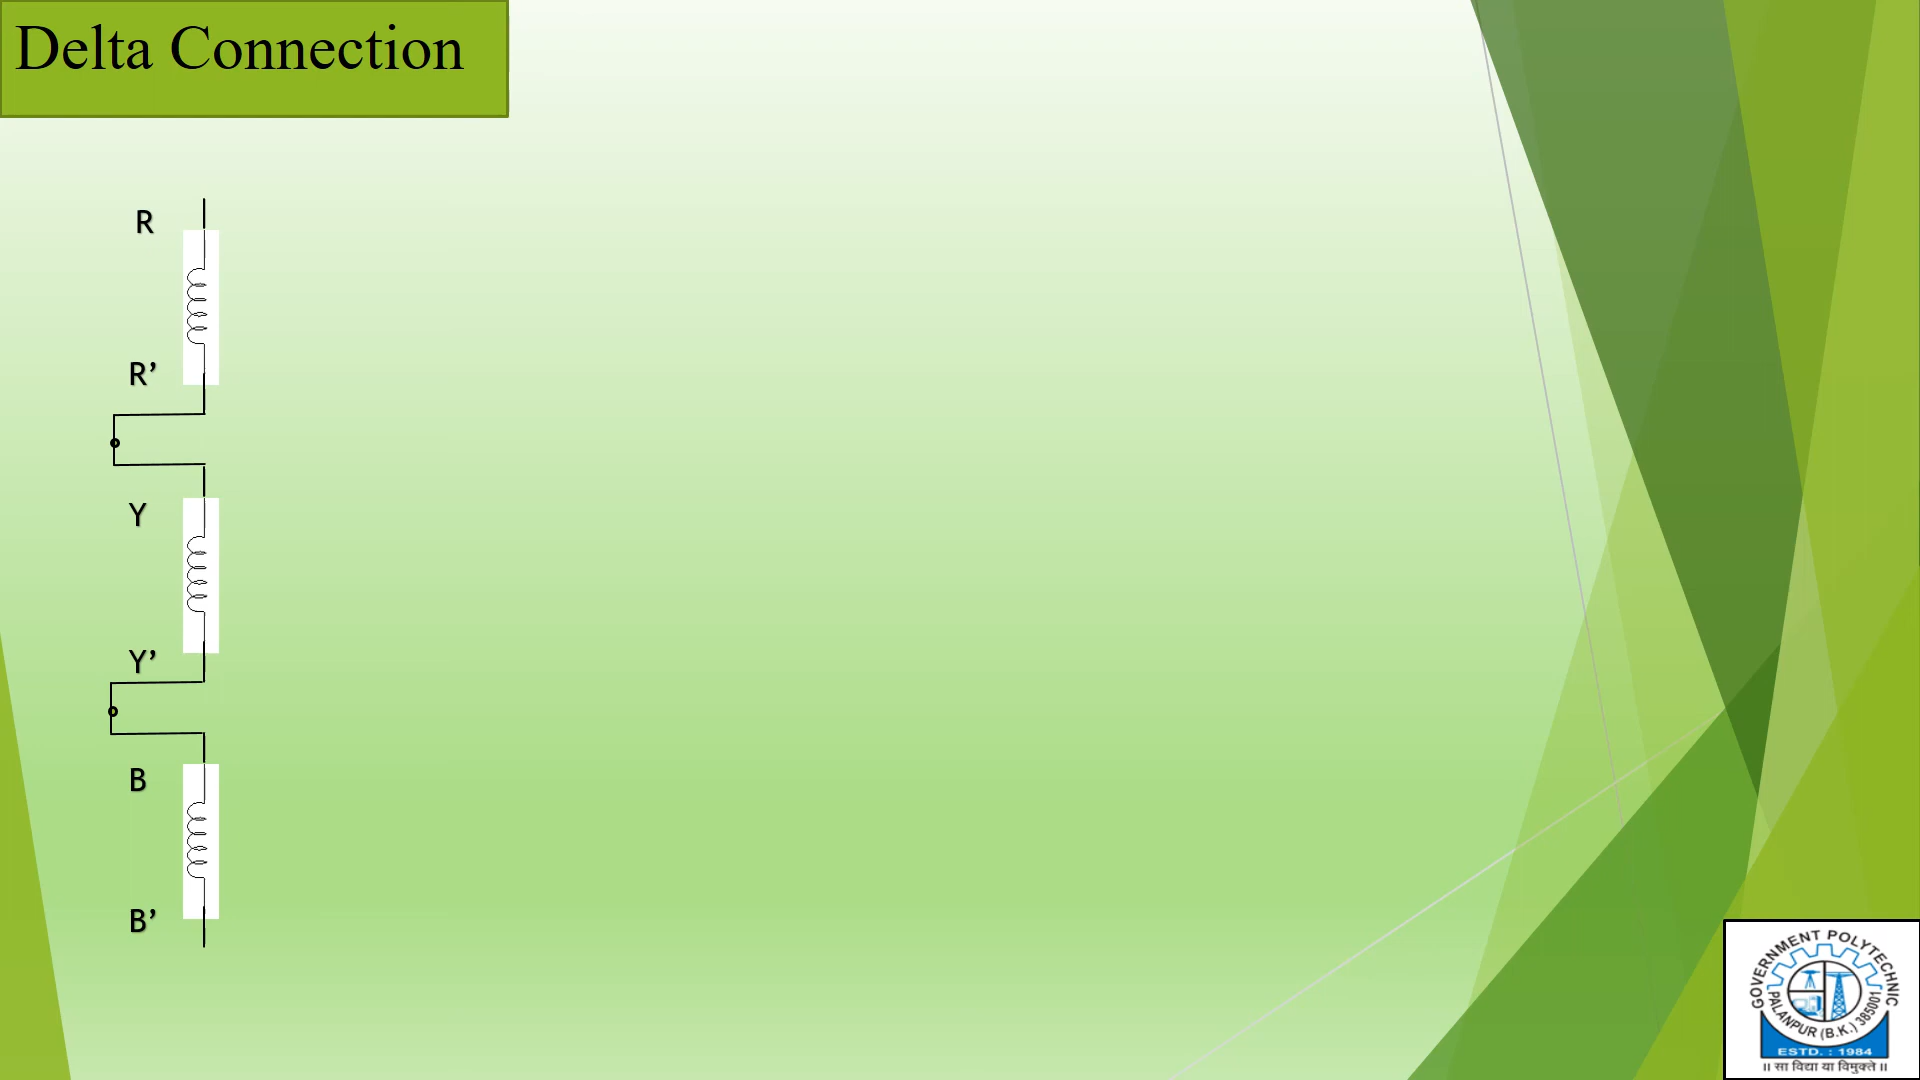 Delta Connection
R
R’
Y
Y’
B
B’
GOVERNMENT POLYTECHNIC
PALANPUR (B.K.) 385001
ESTD. : 1984
॥ सा विद्या या विमुक्ते ॥